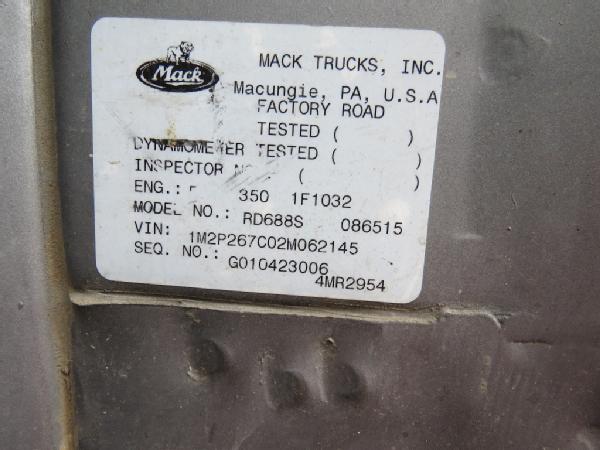 Mack
MACK TRUCKS, INC.
Macungie, PA, U.S.A
FACTORY ROAD
TESTED ( )
DYNAMOMETER TESTED ( )
INSPECTOR ( )
ENG.: 350 1F1032
MODEL NO.: RD688S 086515
VIN: 1M2P267C02M062145
SEQ. NO.: G010423006
4MR2954